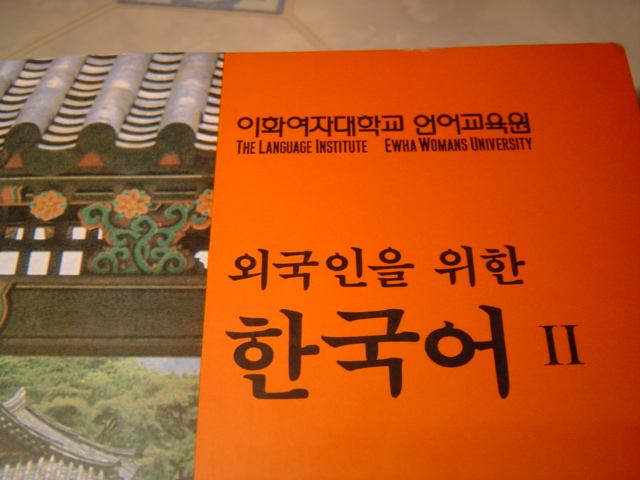 이화여자대학교 언어교육원
THE LANGUAGE INSTITUTE EWHA WOMANS UNIVERSITY
외국인을 위한
한국어 II